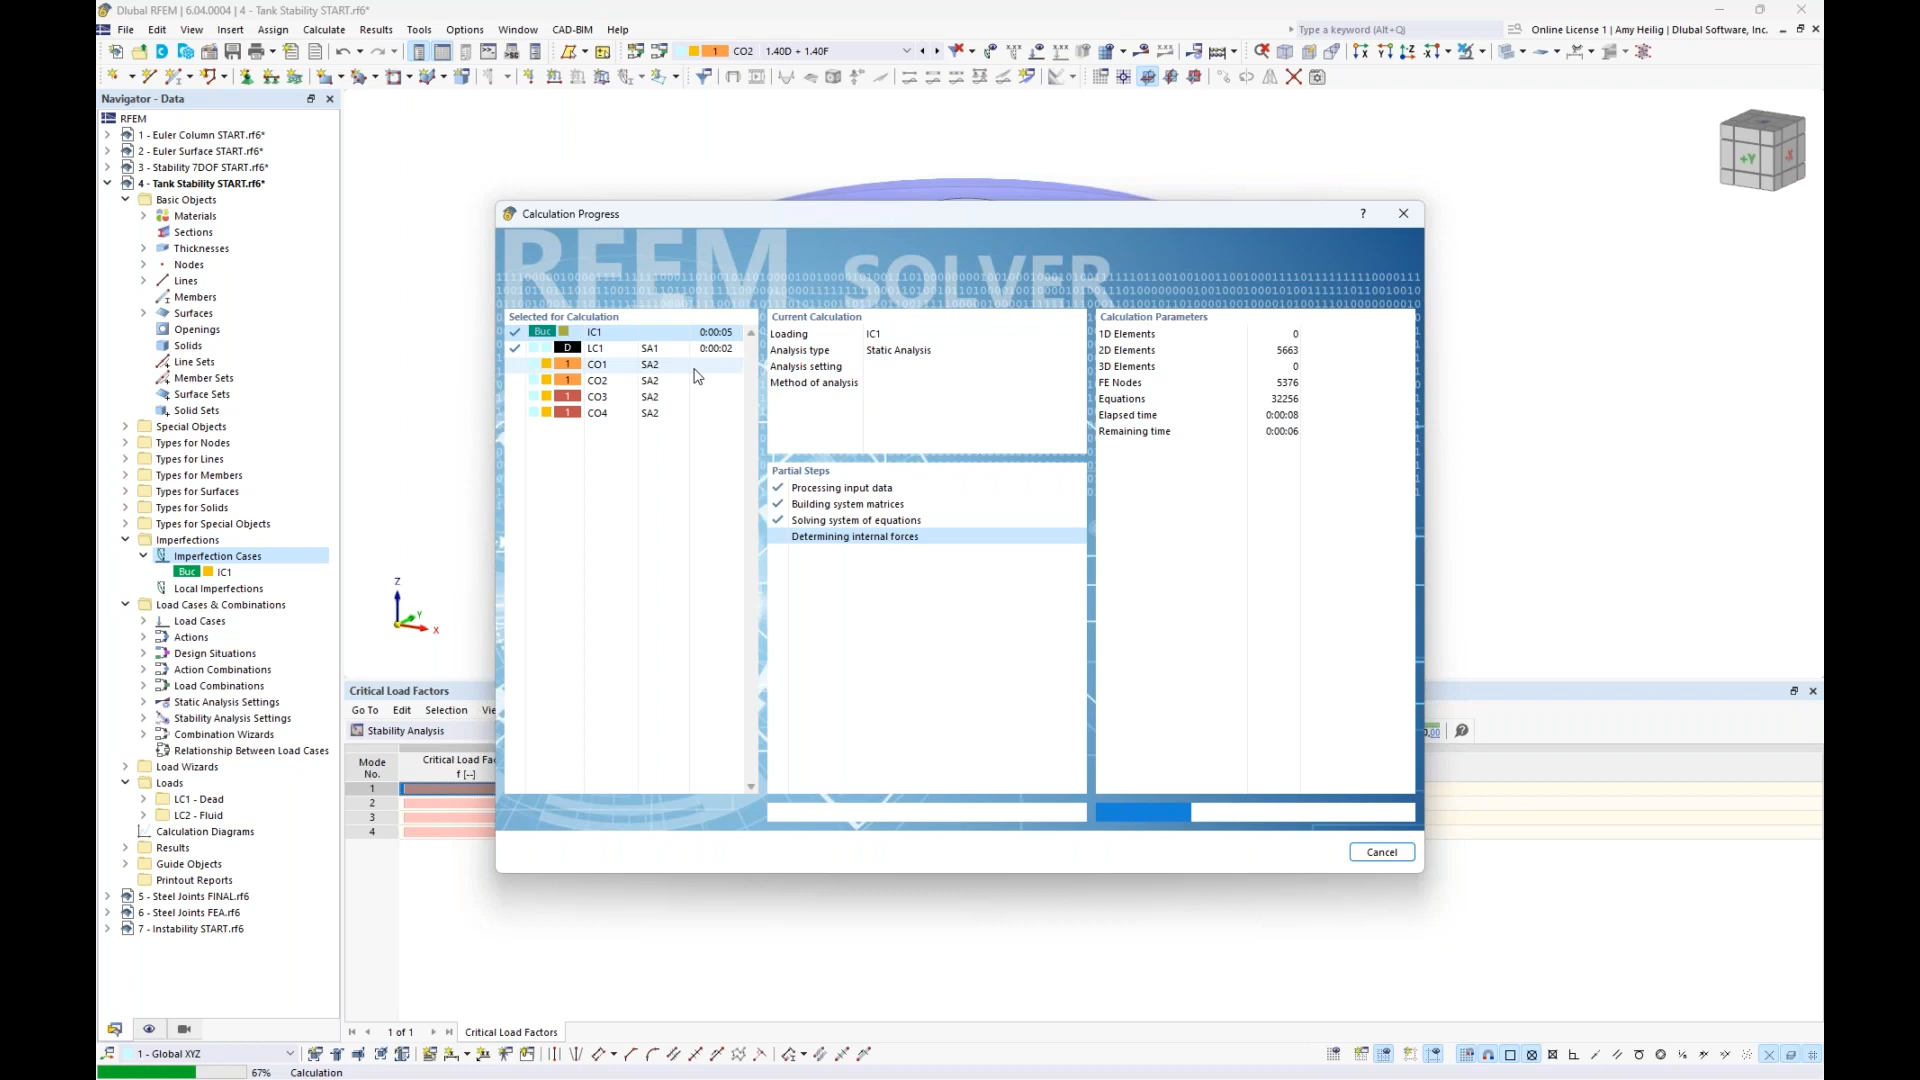 Dlubal RFEM | 6.04.0004 | 4 - Tank Stability START.rf6*
File Edit View Insert Assign Calculate Results Tools Options Window CAD-BIM Help
Type a keyword (Alt+Q)
Online License 1 | Amy Heilig | Dlubal Software, Inc.
1 CO2 1.40D + 1.40F
Navigator - Data
RFEM
1 - Euler Column START.rf6*
2 - Euler Surface START.rf6*
3 - Stability 7DOF START.rf6*
4 - Tank Stability START.rf6*
Basic Objects
Materials
Sections
Thicknesses
Nodes
Lines
Members
Surfaces
Openings
Solids
Line Sets
Member Sets
Surface Sets
Solid Sets
Special Objects
Types for Nodes
Types for Lines
Types for Members
Types for Surfaces
Types for Solids
Types for Special Objects
Imperfections
Imperfection Cases
Buc IC1
Local Imperfections
Load Cases & Combinations
Load Cases
Actions
Design Situations
Action Combinations
Load Combinations
Static Analysis Settings
Stability Analysis Settings
Combination Wizards
Relationship Between Load Cases
Load Wizards
Loads
LC1 - Dead
LC2 - Fluid
Calculation Diagrams
Results
Guide Objects
Printout Reports
5 - Steel Joints FINAL.rf6
6 - Steel Joints FEA.rf6
7 - Instability START.rf6
+Y -X
Z
Y
X
Calculation Progress
?
RFEM SOLVER
Selected for Calculation
Buc IC1 0:00:05
D LC1 SA1 0:00:02
1 CO1 SA2
1 CO2 SA2
1 CO3 SA2
1 CO4 SA2
Current Calculation
Loading IC1
Analysis type Static Analysis
Analysis setting
Method of analysis
Partial Steps
Processing input data
Building system matrices
Solving system of equations
Determining internal forces
Calculation Parameters
1D Elements 0
2D Elements 5663
3D Elements 0
FE Nodes 5376
Equations 32256
Elapsed time 0:00:08
Remaining time 0:00:06
Cancel
Critical Load Factors
Go To Edit Selection
Stability Analysis
Mode
No.
Critical Load
f [--]
1
2
3
4
1 of 1 Critical Load Factors
1 - Global XYZ
67% Calculation